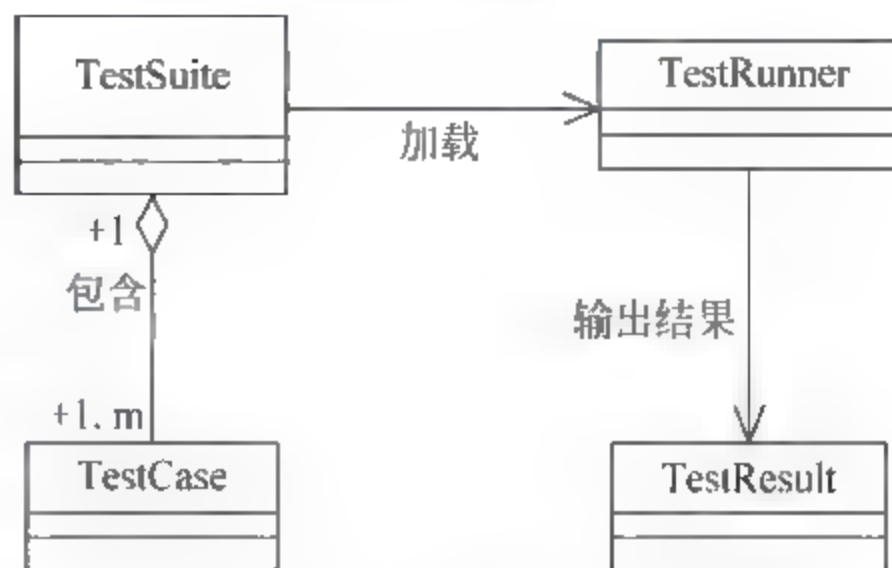 TestSuite
TestRunner
加载
+1
包含
输出结果
+1. m
TestCase
TestResult